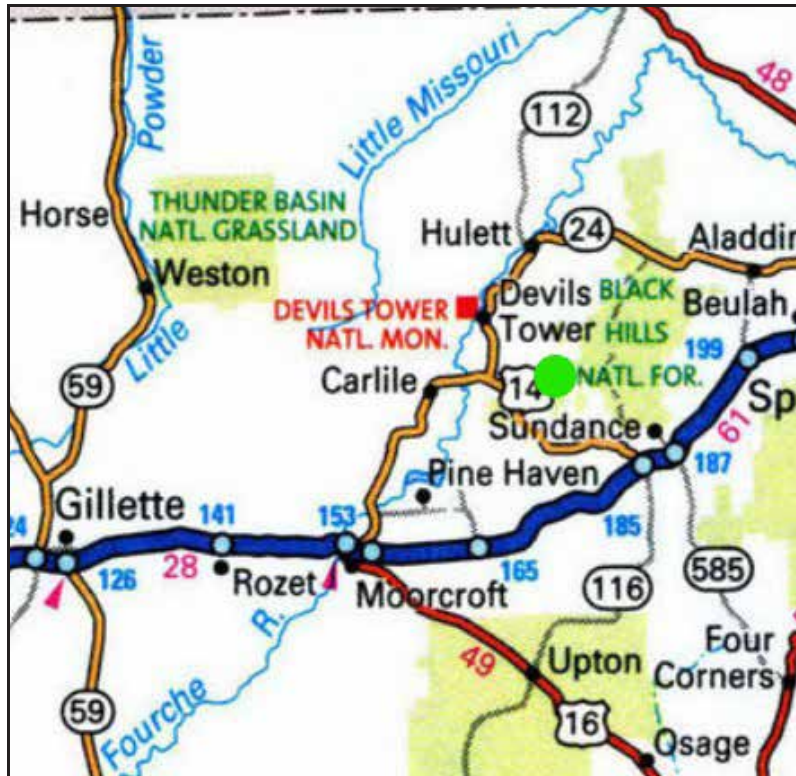 48
Powder
Little Missouri
112
Horse
THUNDER BASIN
NATL. GRASSLAND
Hulett
24
Aladdin
Weston
DEVILS TOWER
NATL. MON.
Devils
Tower
BLACK
HILLS
NATL. FOR.
Beulah
Little
59
Carlile
14
199
Sp
Sundance
61
187
Pine Haven
Gillette
24
126
141
28
Rozet
153
165
185
Moorcroft
116
585
R.
Fourche
59
49
Upton
16
Four
Corners
Osage